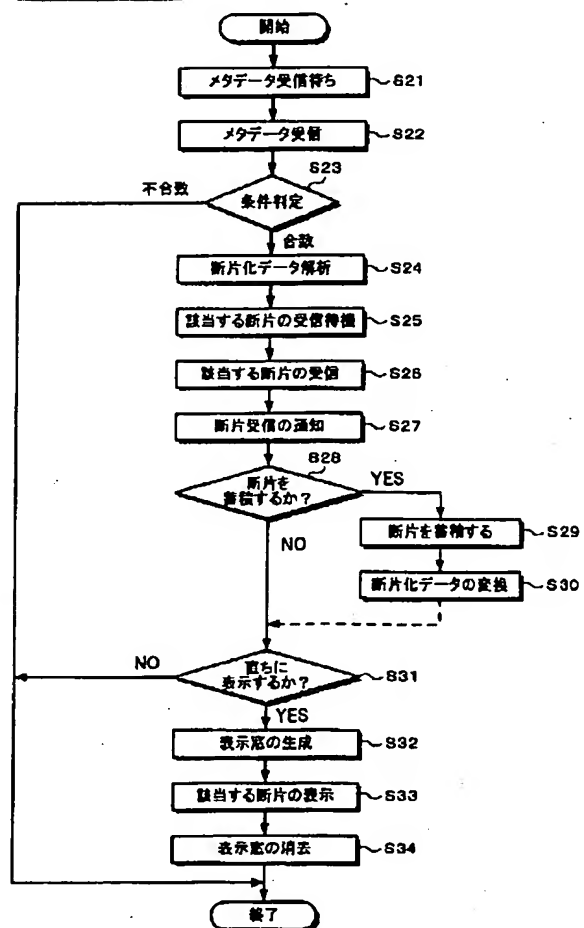 開始
メタデータ受信待ち
S21
メタデータ受信
S22
S23
不合致
条件判定
合致
断片化データ解析
S24
該当する断片の受信待機
S25
該当する断片の受信
S26
断片受信の通知
S27
S28
断片を
蓄積するか?
YES
NO
断片を蓄積する
S29
断片化データの変換
S30
NO
直ちに
表示するか?
S31
YES
表示窓の生成
S32
該当する断片の表示
S33
表示窓の消去
S34
終了